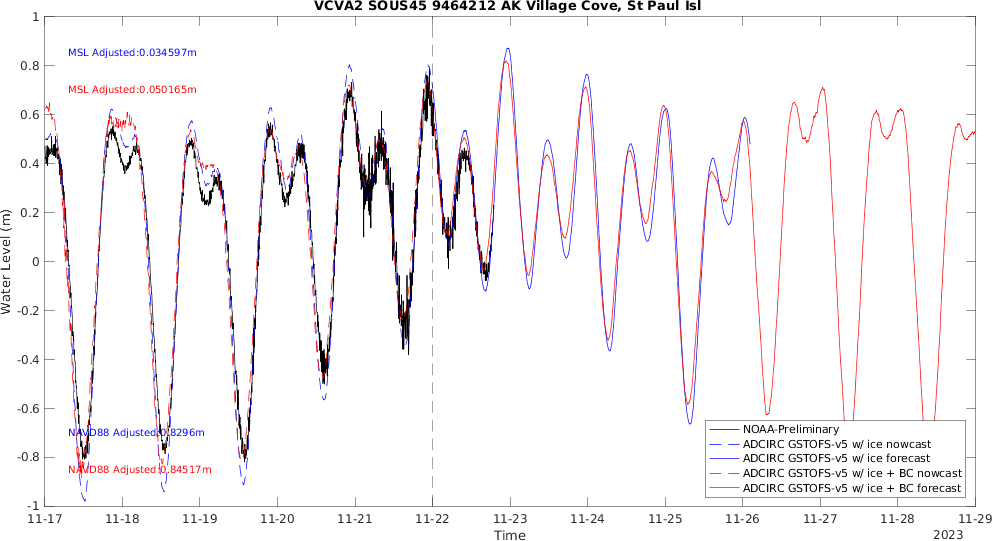 VCVA2 SOUS45 9464212 AK Village Cove, St Paul Isl
1
0.8
0.6
0.4
0.2
0
-0.2
-0.4
-0.6
-0.8
-1
Water Level (m)
MSL Adjusted:0.034597m
MSL Adjusted:0.050165m
NAVD88 Adjusted:0.8296m
NAVD88 Adjusted:0.84517m
NOAA-Preliminary
ADCIRC GSTOFS-v5 w/ ice nowcast
ADCIRC GSTOFS-v5 w/ ice forecast
ADCIRC GSTOFS-v5 w/ ice + BC nowcast
ADCIRC GSTOFS-v5 w/ ice + BC forecast
11-17 11-18 11-19 11-20 11-21 11-22 11-23 11-24 11-25 11-26 11-27 11-28 11-29
Time
2023